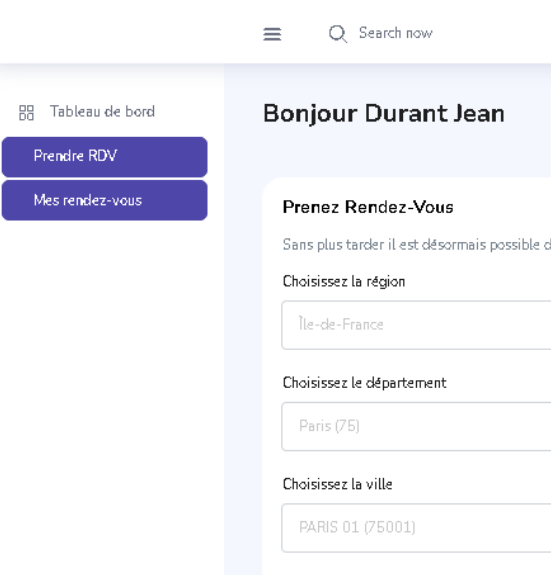 Search now
Tableau de bord
Prendre RDV
Mes rendez-vous
Bonjour Durant Jean
Prenez Rendez-Vous
Sans plus tarder il est désormais possible d
Choisissez la région
Île-de-France
Choisissez le département
Paris (75)
Choisissez la ville
PARIS 01 (75001)